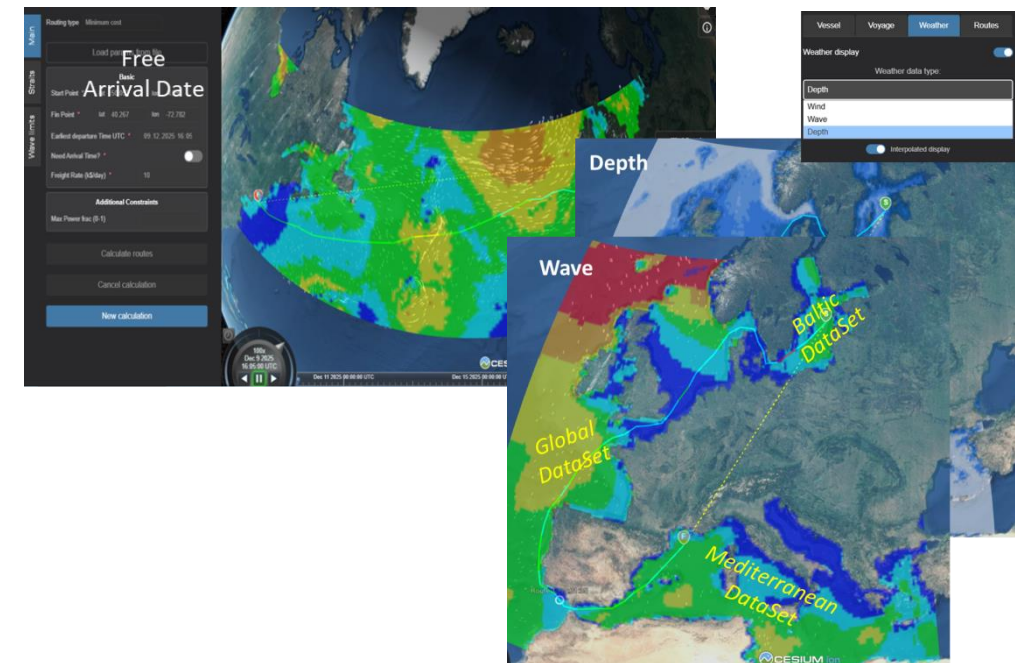 Main
Straits
Wave limits
Routing type Minimum cost
Load params from file
Free
Arrival Date
Basic
Start Point *
Fin Point * lat 40.267 lon -72.782
Earliest departure Time UTC * 09.12.2025 16:05
Need Arrival Time? *
Freight Rate (k$/day) * 10
Additional Constraints
Max Power frac (0-1)
Calculate routes
Cancel calculation
New calculation
100x
Dec 9 2025
16:05:00 UTC
Dec 11 2025 00:00:00 UTC
Dec 15 2025 00:00:00 U
CES
Vessel
Voyage
Weather
Routes
Weather display
Weather data type:
Depth
Wind
Wave
Depth
Interpolated display
Depth
S
Wave
Baltic
DataSet
Global
DataSet
F
Mediterranean
DataSet
CESIUM ion